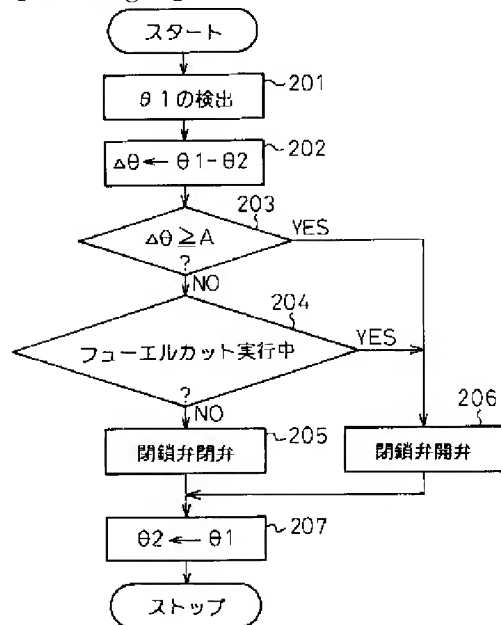 スタート
θ1の検出
201
Δθ ← θ1-θ2
202
203
Δθ ≧ A
?
YES
NO
204
フューエルカット実行中
?
YES
NO
閉鎖弁閉弁
205
206
閉鎖弁開弁
θ2 ← θ1
207
ストップ